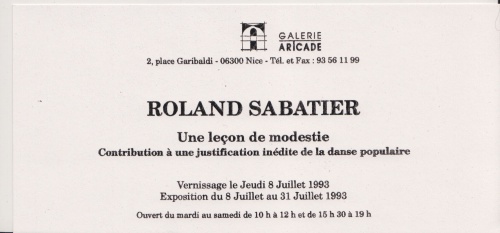 GALERIE
ARICADE
2, place Garibaldi - 06300 Nice - Tél. et Fax : 93 56 11 99
ROLAND SABATIER
Une leçon de modestie
Contribution à une justification inédite de la danse populaire
Vernissage le Jeudi 8 Juillet 1993
Exposition du 8 Juillet au 31 Juillet 1993
Ouvert du mardi au samedi de 10 h à 12 h et de 15 h 30 à 19 h